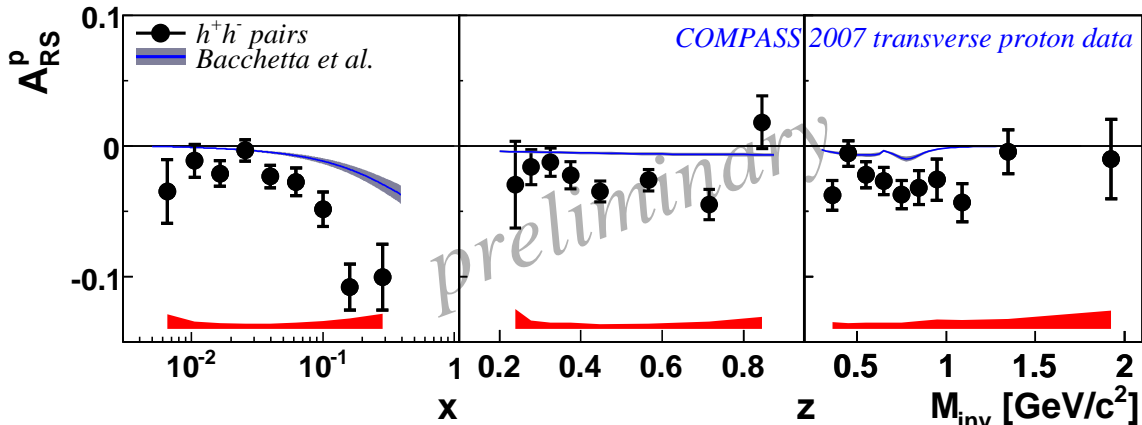 0.1
0
-0.1
A^p_RS
h⁺h⁻ pairs
Bacchetta et al.
COMPASS 2007 transverse proton data
preliminary
10⁻² 10⁻¹ 1 0.2 0.4 0.6 0.8 0.5 1 1.5 2
x z M_inv [GeV/c²]